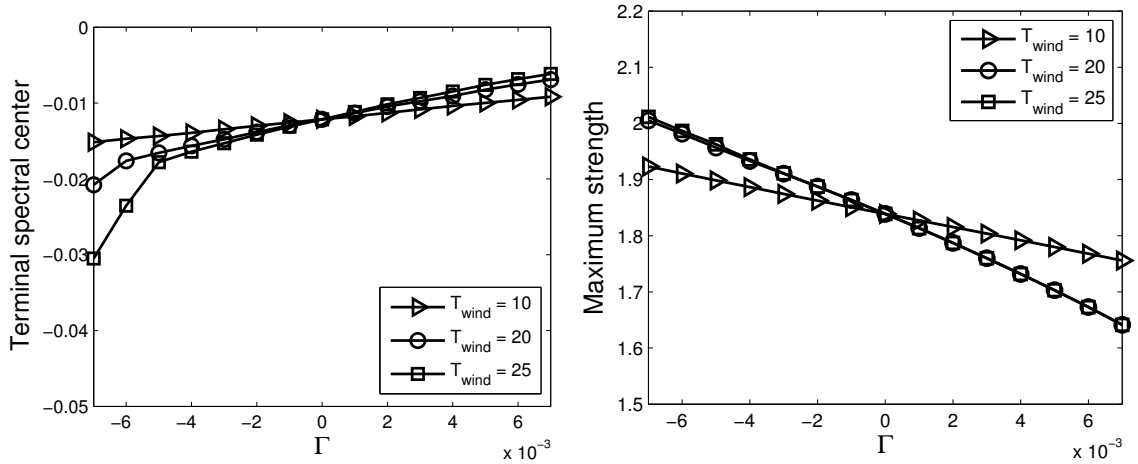 Terminal spectral center
0
−0.01
−0.02
−0.03
−0.04
−0.05
−6 −4 −2 0 2 4 6
Γ
x 10⁻³
T_wind = 10
T_wind = 20
T_wind = 25
Maximum strength
2.2
2.1
2.0
1.9
1.8
1.7
1.6
1.5
−6 −4 −2 0 2 4 6
Γ
x 10⁻³
T_wind = 10
T_wind = 20
T_wind = 25